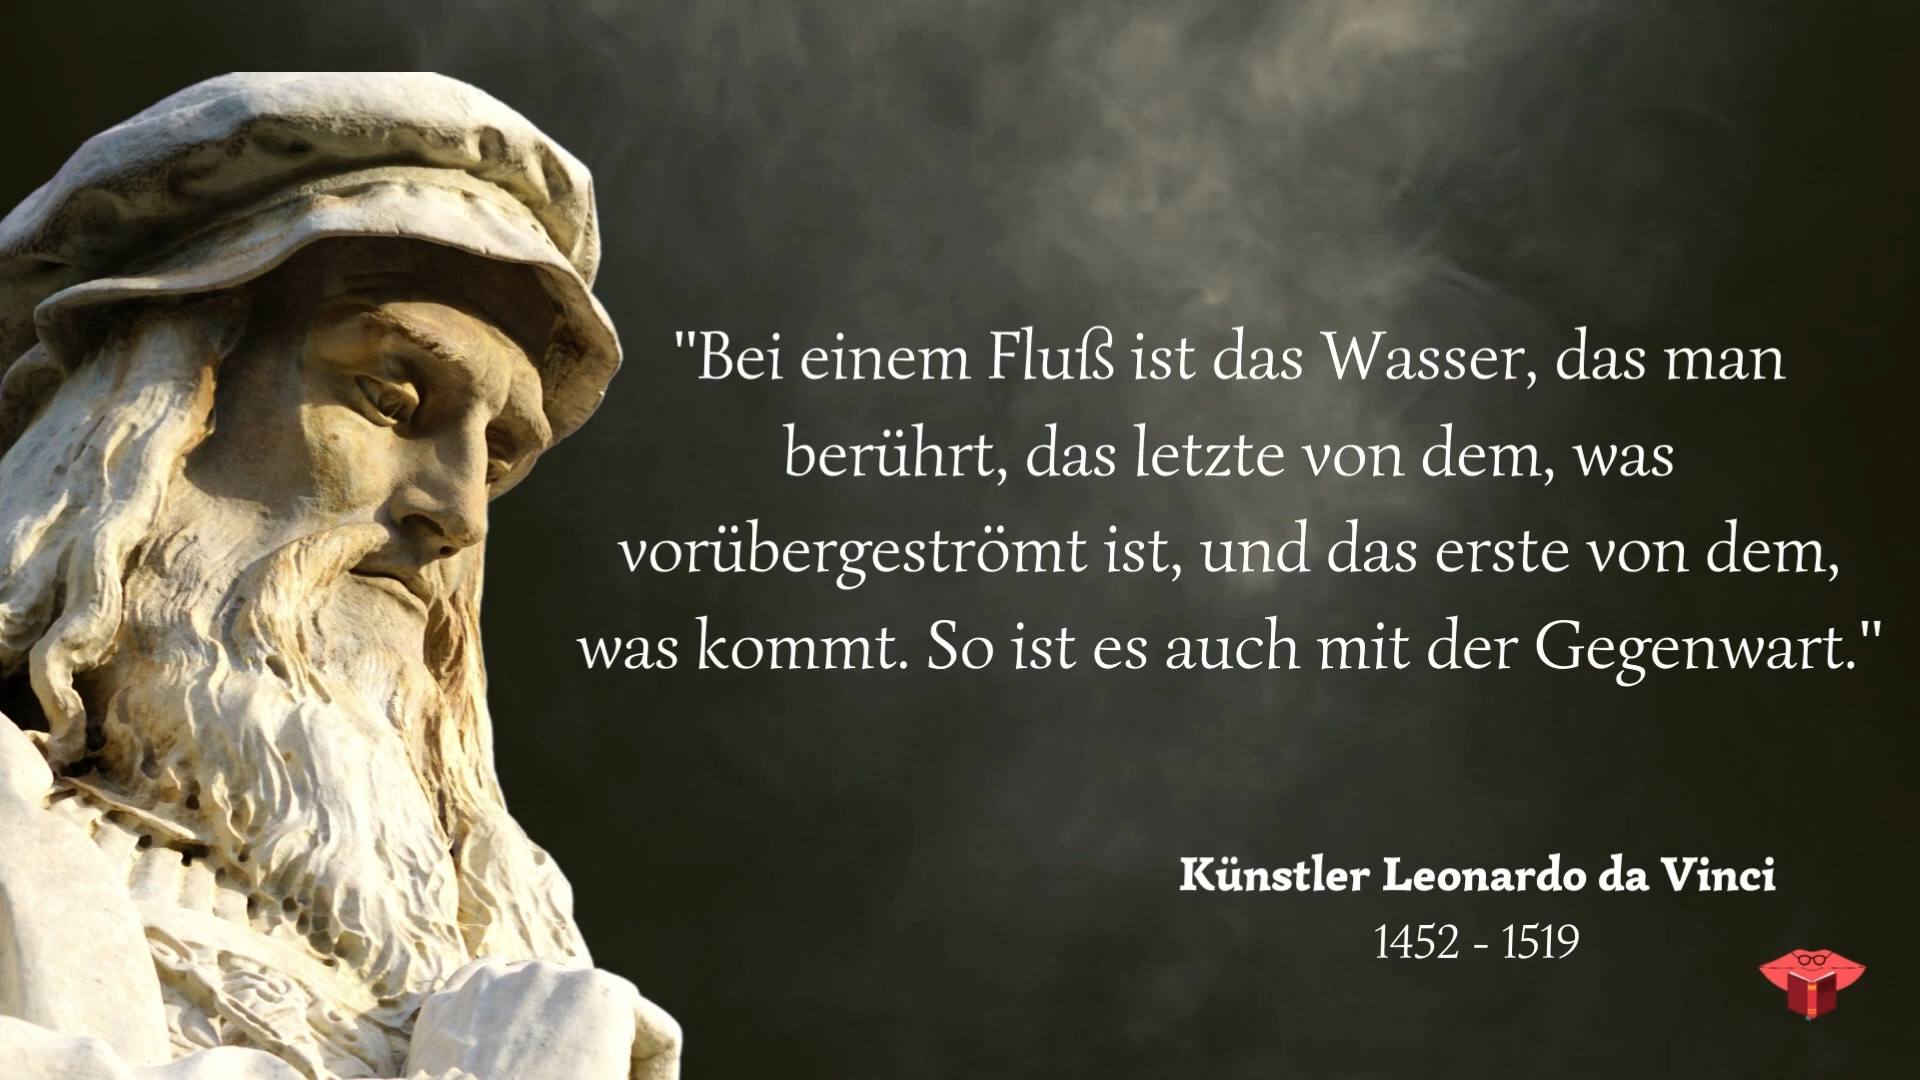 "Bei einem Fluß ist das Wasser, das man
berührt, das letzte von dem, was
vorübergeströmt ist, und das erste von dem,
was kommt. So ist es auch mit der Gegenwart."
Künstler Leonardo da Vinci
1452 - 1519